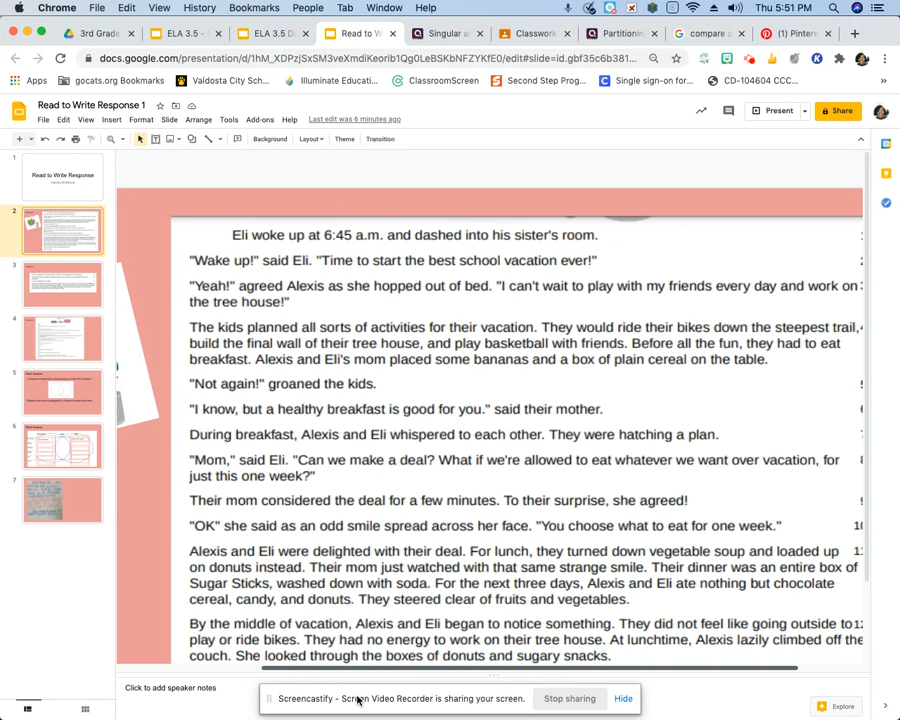 Chrome File Edit View History Bookmarks People Tab Window Help Thu 5:51 PM
3rd Grade ELA 3.5 - ELA 3.5 D Read to W Singular a Classwork Partitioning compare a Pinter
docs.google.com/presentation/d/1hM_XDPzjSxSM3veXmdiKeorib1Qg0LeBSKbNFZYKfE0/edit#slide=id.gbf35c6b381...
Apps gocats.org Bookmarks Valdosta City Sch... Illuminate Educati... ClassroomScreen Second Step Prog... Single sign-on for... CD-104604 CCC...
Read to Write Response 1
File Edit View Insert Format Slide Arrange Tools Add-ons Help Last edit was 6 minutes ago
Present Share
Background Layout Theme Transition
1
Read to Write Response
2
3
4
5
6
7
Eli woke up at 6:45 a.m. and dashed into his sister's room.
"Wake up!" said Eli. "Time to start the best school vacation ever!"
"Yeah!" agreed Alexis as she hopped out of bed. "I can't wait to play with my friends every day and work on
the tree house!"
The kids planned all sorts of activities for their vacation. They would ride their bikes down the steepest trail,
build the final wall of their tree house, and play basketball with friends. Before all the fun, they had to eat
breakfast. Alexis and Eli's mom placed some bananas and a box of plain cereal on the table.
"Not again!" groaned the kids.
"I know, but a healthy breakfast is good for you." said their mother.
During breakfast, Alexis and Eli whispered to each other. They were hatching a plan.
"Mom," said Eli. "Can we make a deal? What if we're allowed to eat whatever we want over vacation, for
just this one week?"
Their mom considered the deal for a few minutes. To their surprise, she agreed!
"OK" she said as an odd smile spread across her face. "You choose what to eat for one week."
Alexis and Eli were delighted with their deal. For lunch, they turned down vegetable soup and loaded up
on donuts instead. Their mom just watched with that same strange smile. Their dinner was an entire box of
Sugar Sticks, washed down with soda. For the next three days, Alexis and Eli ate nothing but chocolate
cereal, candy, and donuts. They steered clear of fruits and vegetables.
By the middle of vacation, Alexis and Eli began to notice something. They did not feel like going outside to
play or ride bikes. They had no energy to work on their tree house. At lunchtime, Alexis lazily climbed off the
couch. She looked through the boxes of donuts and sugary snacks.
Click to add speaker notes
Screencastify - Screen Video Recorder is sharing your screen. Stop sharing Hide
Explore